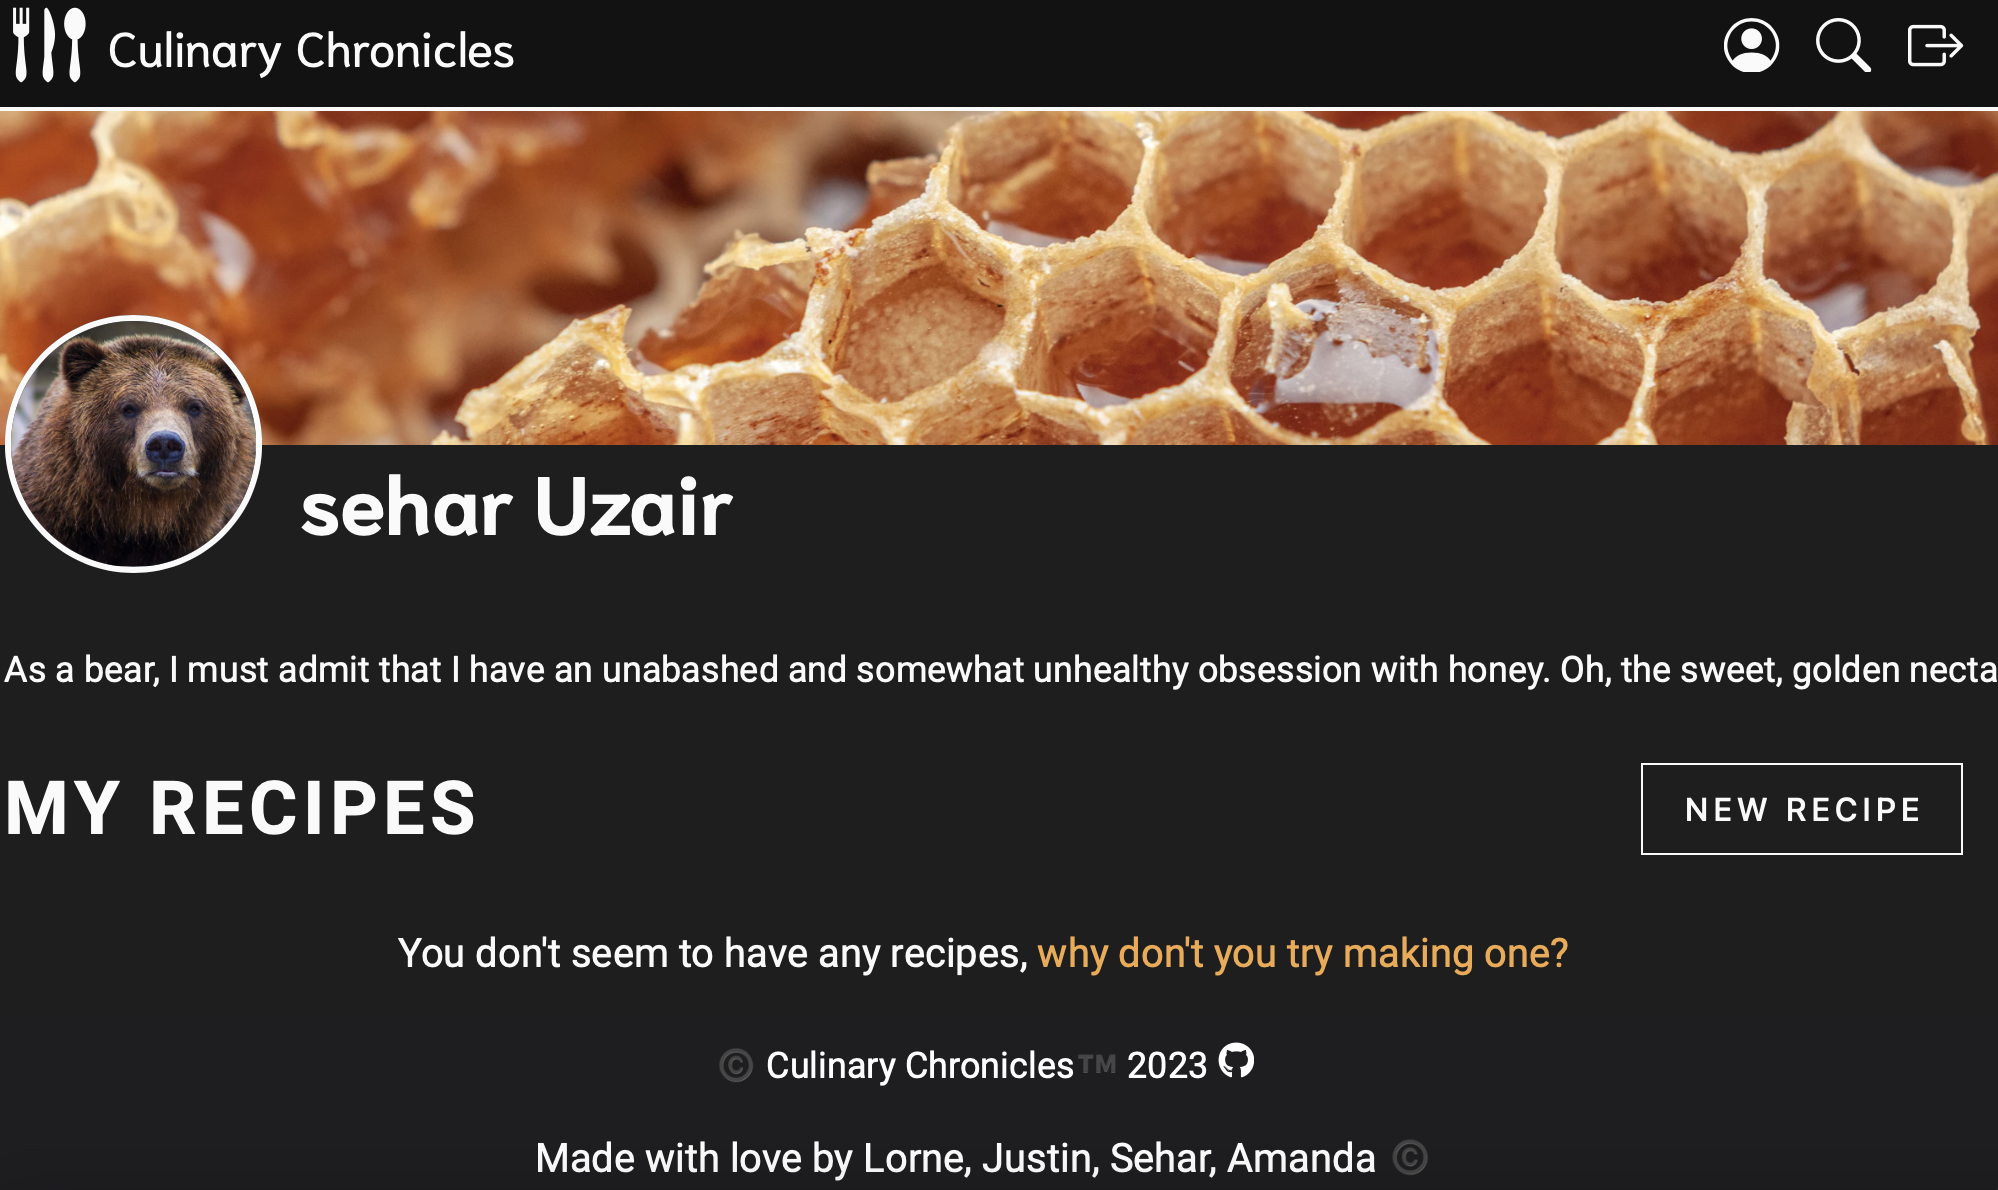 Culinary Chronicles
sehar Uzair
As a bear, I must admit that I have an unabashed and somewhat unhealthy obsession with honey. Oh, the sweet, golden necta
MY RECIPES
NEW RECIPE
You don't seem to have any recipes, why don't you try making one?
© Culinary Chronicles™ 2023
Made with love by Lorne, Justin, Sehar, Amanda ©